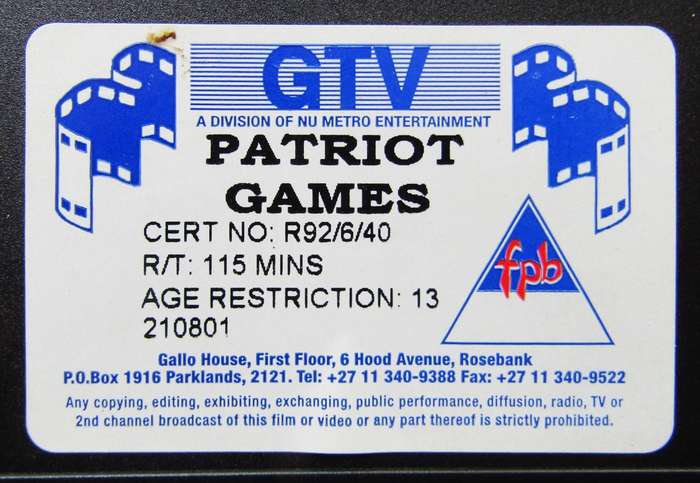 GTV
A DIVISION OF NU METRO ENTERTAINMENT
PATRIOT
GAMES
CERT NO: R92/6/40
R/T: 115 MINS
AGE RESTRICTION: 13
210801
fpb
Gallo House, First Floor, 6 Hood Avenue, Rosebank
P.O.Box 1916 Parklands, 2121. Tel: +27 11 340-9388 Fax: +27 11 340-9522
Any copying, editing, exhibiting, exchanging, public performance, diffusion, radio, TV or
2nd channel broadcast of this film or video or any part thereof is strictly prohibited.